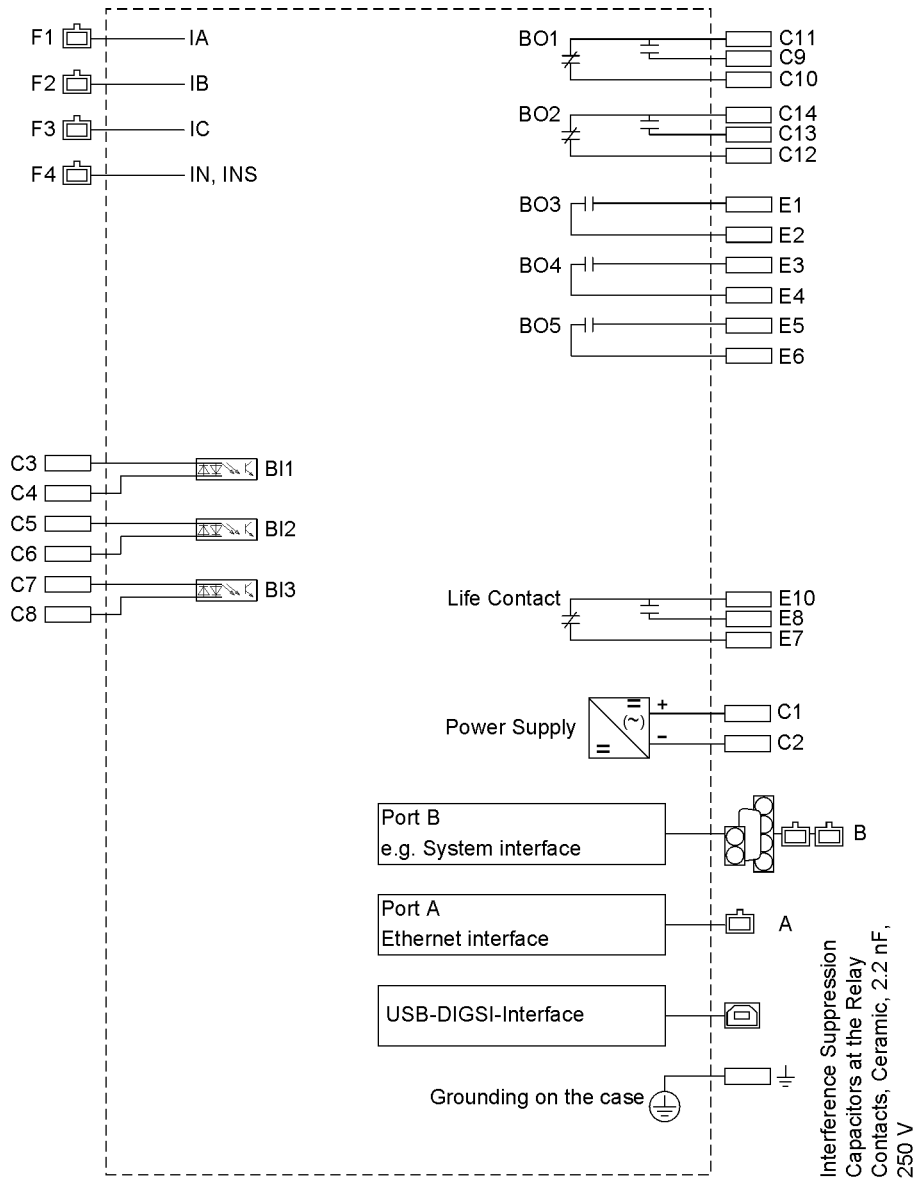 F1 IA
F2 IB
F3 IC
F4 IN, INS
BO1 C11
C9
C10
BO2 C14
C13
C12
BO3 E1
E2
BO4 E3
E4
BO5 E5
E6
C3 BI1
C4
C5 BI2
C6
C7 BI3
C8
Life Contact E10
E8
E7
Power Supply = (~) = + C1
– C2
Port B
e.g. System interface
B
Port A
Ethernet interface
A
USB-DIGSI-Interface
Grounding on the case
Interference Suppression
Capacitors at the Relay
Contacts, Ceramic, 2.2 nF,
250 V